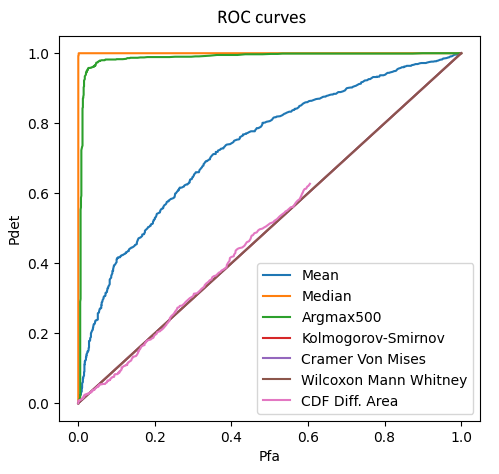 ROC curves
1.0
0.8
0.6
0.4
0.2
0.0
Pdet
Mean
Median
Argmax500
Kolmogorov-Smirnov
Cramer Von Mises
Wilcoxon Mann Whitney
CDF Diff. Area
0.0 0.2 0.4 0.6 0.8 1.0
Pfa